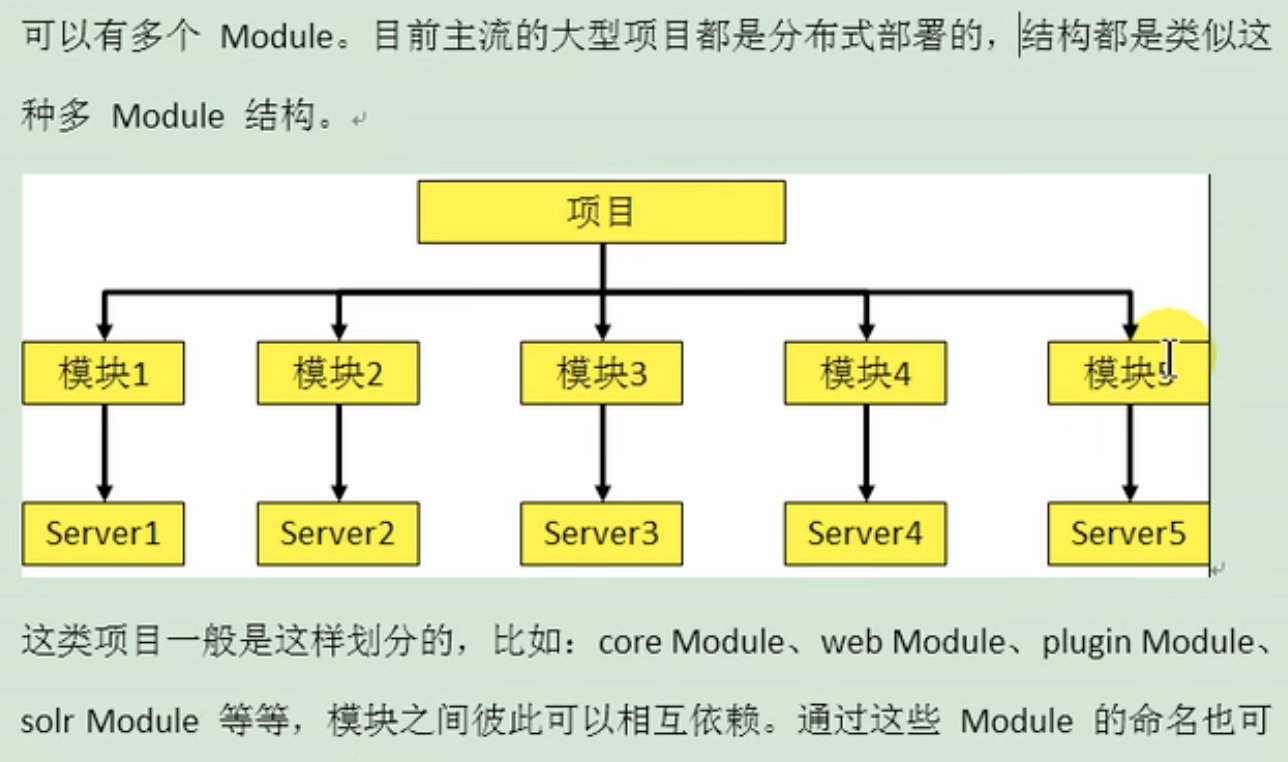 可以有多个 Module。目前主流的大型项目都是分布式部署的，结构都是类似这
种多 Module 结构。
项目
模块1 模块2 模块3 模块4 模块5
Server1 Server2 Server3 Server4 Server5
这类项目一般是这样划分的，比如：core Module、web Module、plugin Module、
solr Module 等等，模块之间彼此可以相互依赖。通过这些 Module 的命名也可